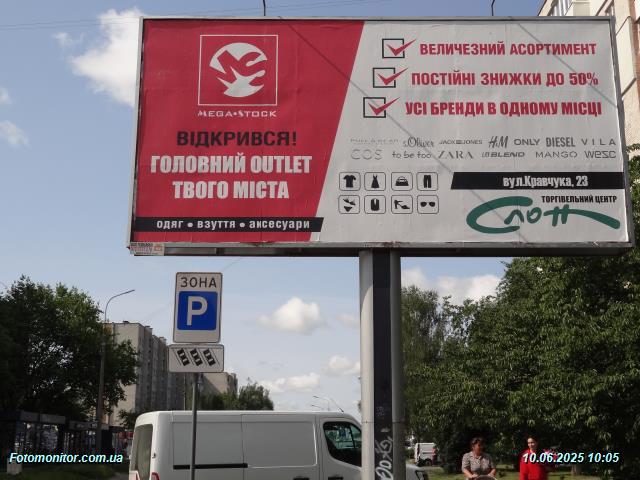 MEGA•STOCK
ВІДКРИВСЯ!
ГОЛОВНИЙ OUTLET
ТВОГО МІСТА
одяг • взуття • аксесуари
ВЕЛИЧЕЗНИЙ АСОРТИМЕНТ
ПОСТІЙНІ ЗНИЖКИ ДО 50%
УСІ БРЕНДИ В ОДНОМУ МІСЦІ
PULL & BEAR s.Oliver JACK & JONES H&M ONLY DIESEL VILA
COS to be too ZARA BLEND MANGO wesc
вул.Кравчука, 23
ТОРГІВЕЛЬНИЙ ЦЕНТР
СЛОН
ЗОНА
P
Fotomonitor.com.ua
10.06.2025 10:05